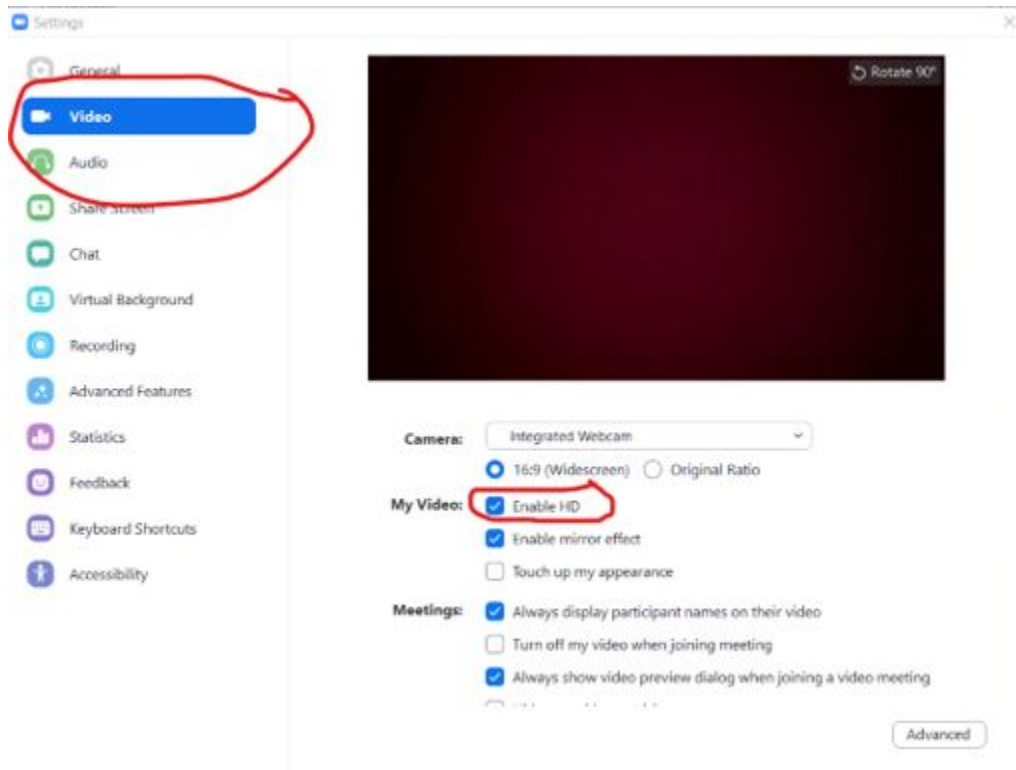 Settings
General
Video
Audio
Share Screen
Chat
Virtual Background
Recording
Advanced Features
Statistics
Feedback
Keyboard Shortcuts
Accessibility
Rotate 90°
Camera: Integrated Webcam
16:9 (Widescreen) Original Ratio
My Video: Enable HD
Enable mirror effect
Touch up my appearance
Meetings: Always display participant names on their video
Turn off my video when joining meeting
Always show video preview dialog when joining a video meeting
Advanced